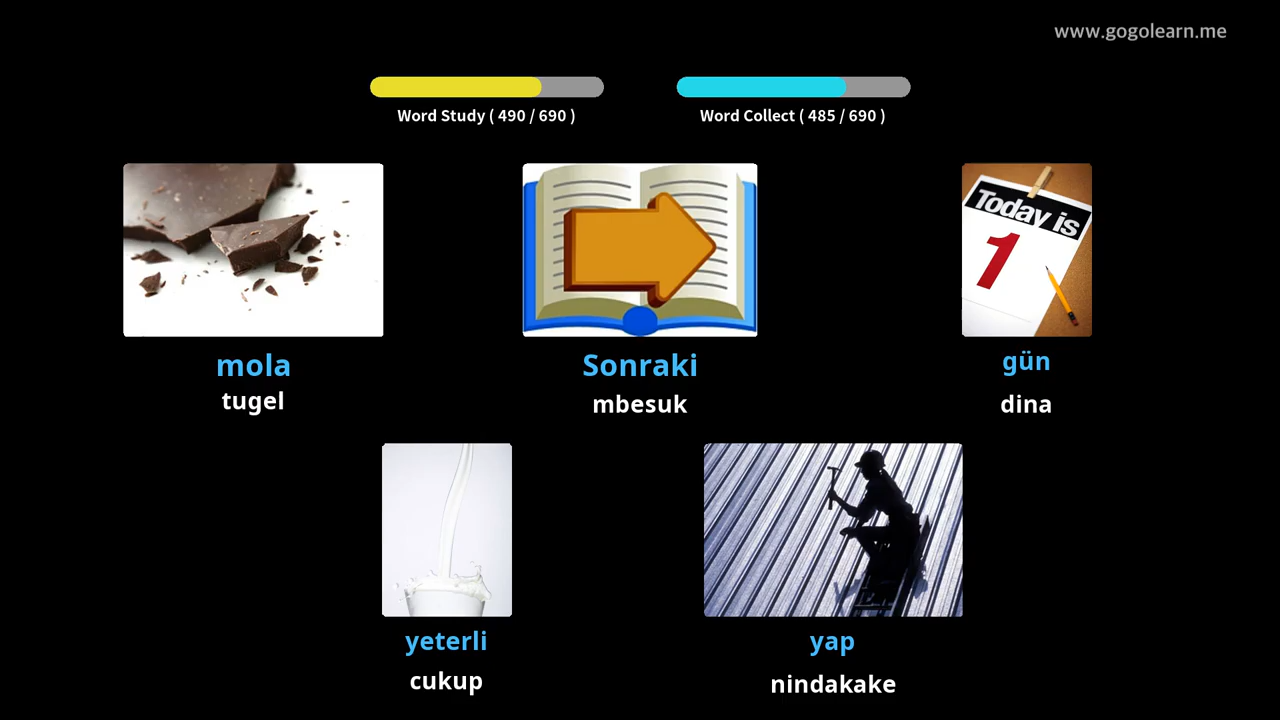 www.gogolearn.me
Word Study ( 490 / 690 )
Word Collect ( 485 / 690 )
Today is
1
mola
tugel
Sonraki
mbesuk
gün
dina
yeterli
cukup
yap
nindakake